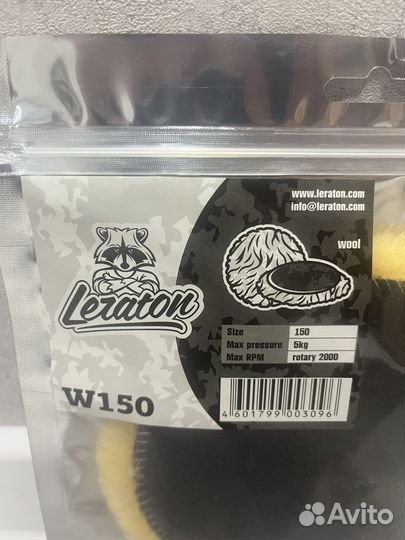 www.leraton.com
info@leraton.com
wool
Leraton
Size 150
Max pressure 5kg
Max RPM rotary 2000
W150
4 601799 003096
Avito